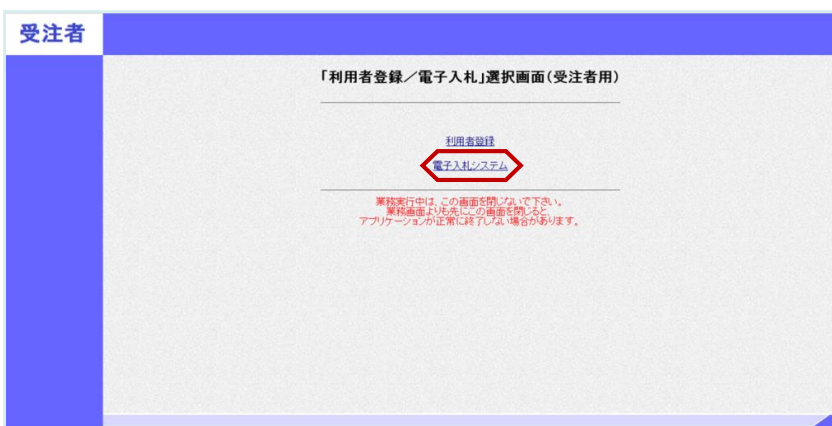 受注者
「利用者登録／電子入札」選択画面(受注者用)
利用者登録
電子入札システム
業務実行中は、この画面を閉じないで下さい。
業務画面よりも先にこの画面を閉じると、
アプリケーションが正常に終了しない場合があります。